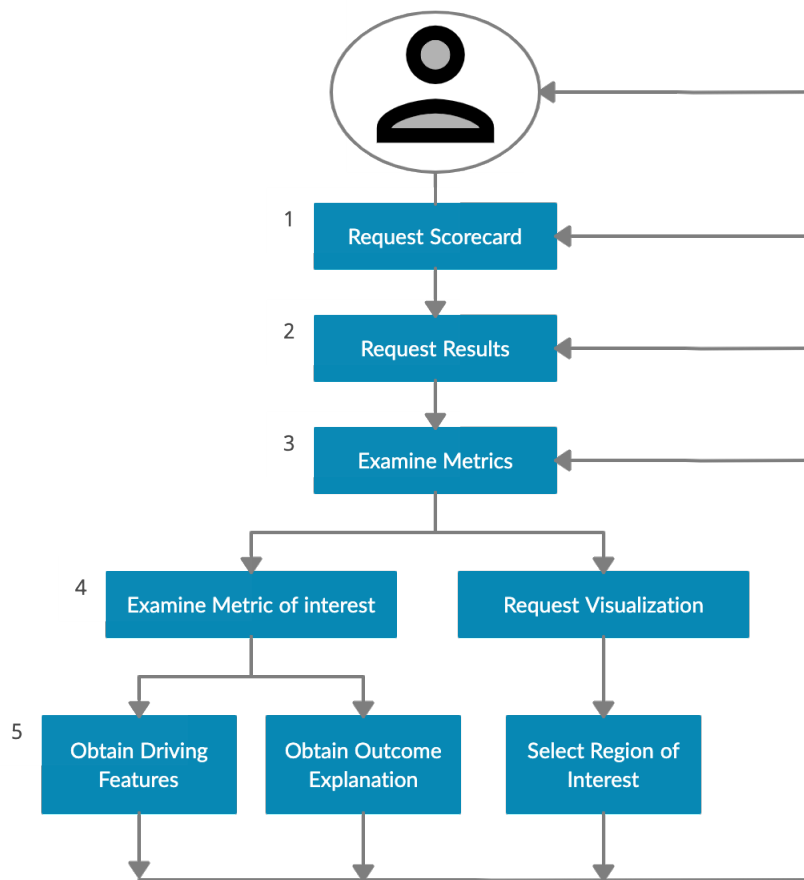 1
Request Scorecard
2
Request Results
3
Examine Metrics
4
Examine Metric of interest
Request Visualization
5
Obtain Driving
Features
Obtain Outcome
Explanation
Select Region of
Interest